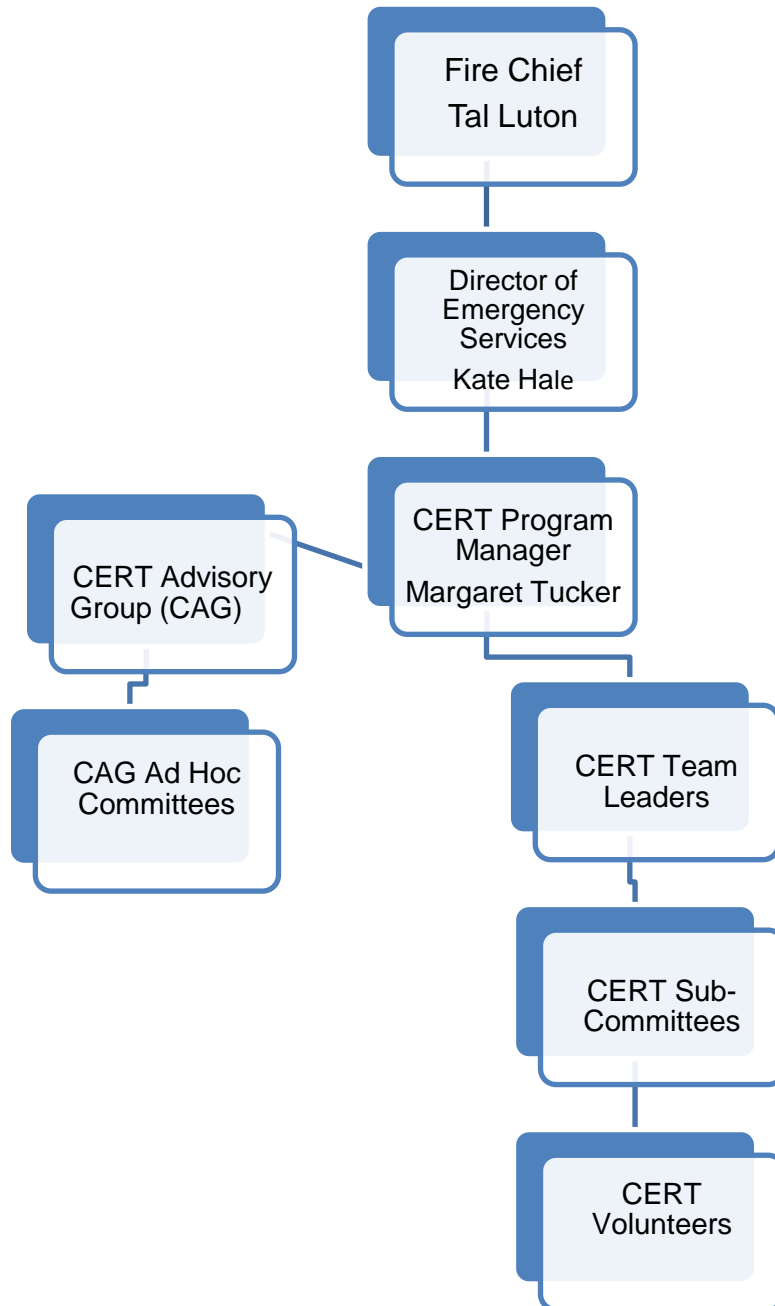 Fire Chief
Tal Luton
Director of
Emergency
Services
Kate Hale
CERT Program
Manager
Margaret Tucker
CERT Advisory
Group (CAG)
CAG Ad Hoc
Committees
CERT Team
Leaders
CERT Sub-
Committees
CERT
Volunteers